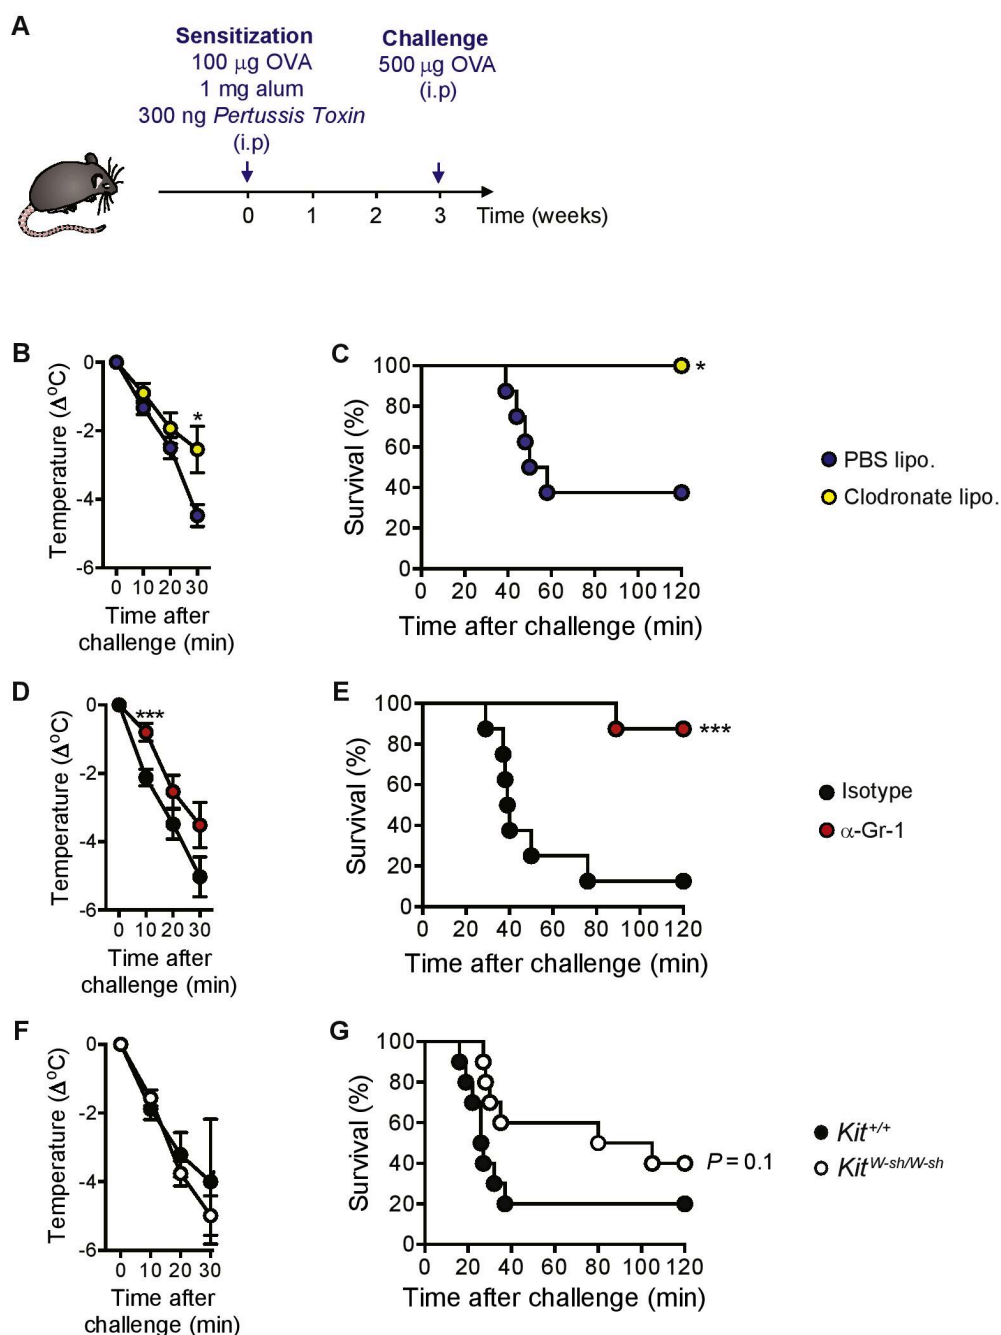 A
Sensitization
100 µg OVA
1 mg alum
300 ng Pertussis Toxin
(i.p)
Challenge
500 µg OVA
(i.p)
0 1 2 3 Time (weeks)
B
Temperature (Δ°C)
0
-2
-4
-6
*
0 10 20 30
Time after
challenge (min)
C
Survival (%)
100
80
60
40
20
0
*
0 20 40 60 80 100 120
Time after challenge (min)
PBS lipo.
Clodronate lipo.
D
Temperature (Δ°C)
0
-2
-4
-6
***
0 10 20 30
Time after
challenge (min)
E
Survival (%)
100
80
60
40
20
0
***
0 20 40 60 80 100 120
Time after challenge (min)
Isotype
α-Gr-1
F
Temperature (Δ°C)
0
-2
-4
-6
0 10 20 30
Time after
challenge (min)
G
Survival (%)
100
80
60
40
20
0
P = 0.1
0 20 40 60 80 100 120
Time after challenge (min)
Kit+/+
KitW-sh/W-sh